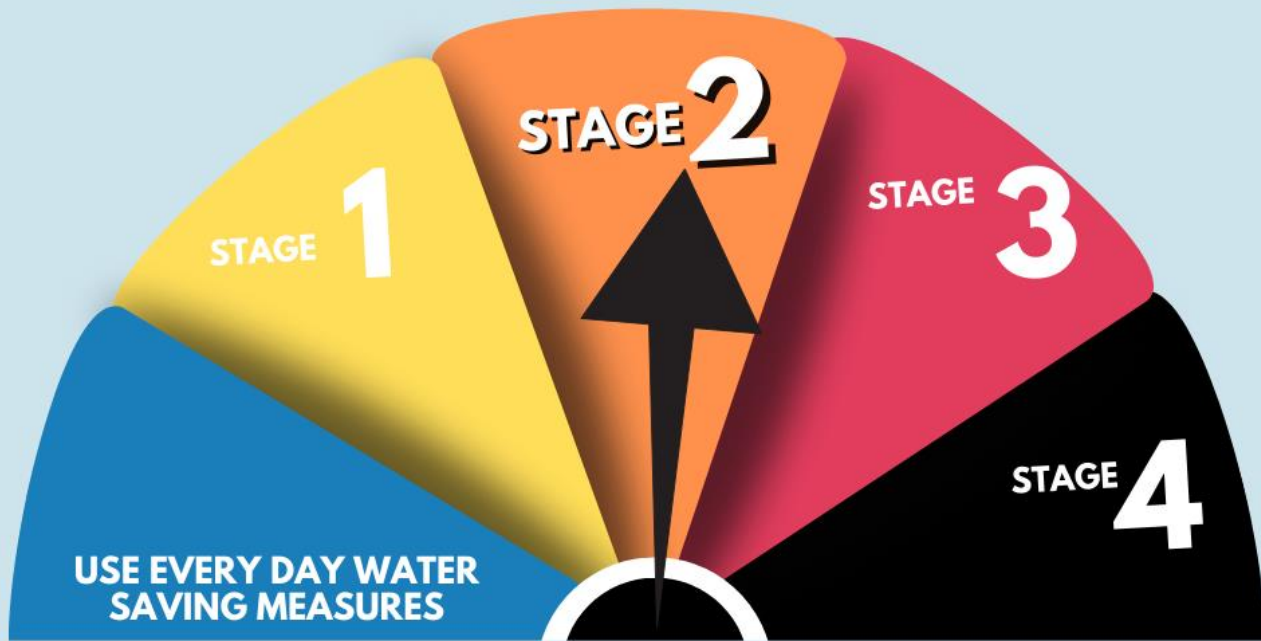 STAGE 2
STAGE 1
STAGE 3
STAGE 4
USE EVERY DAY WATER
SAVING MEASURES